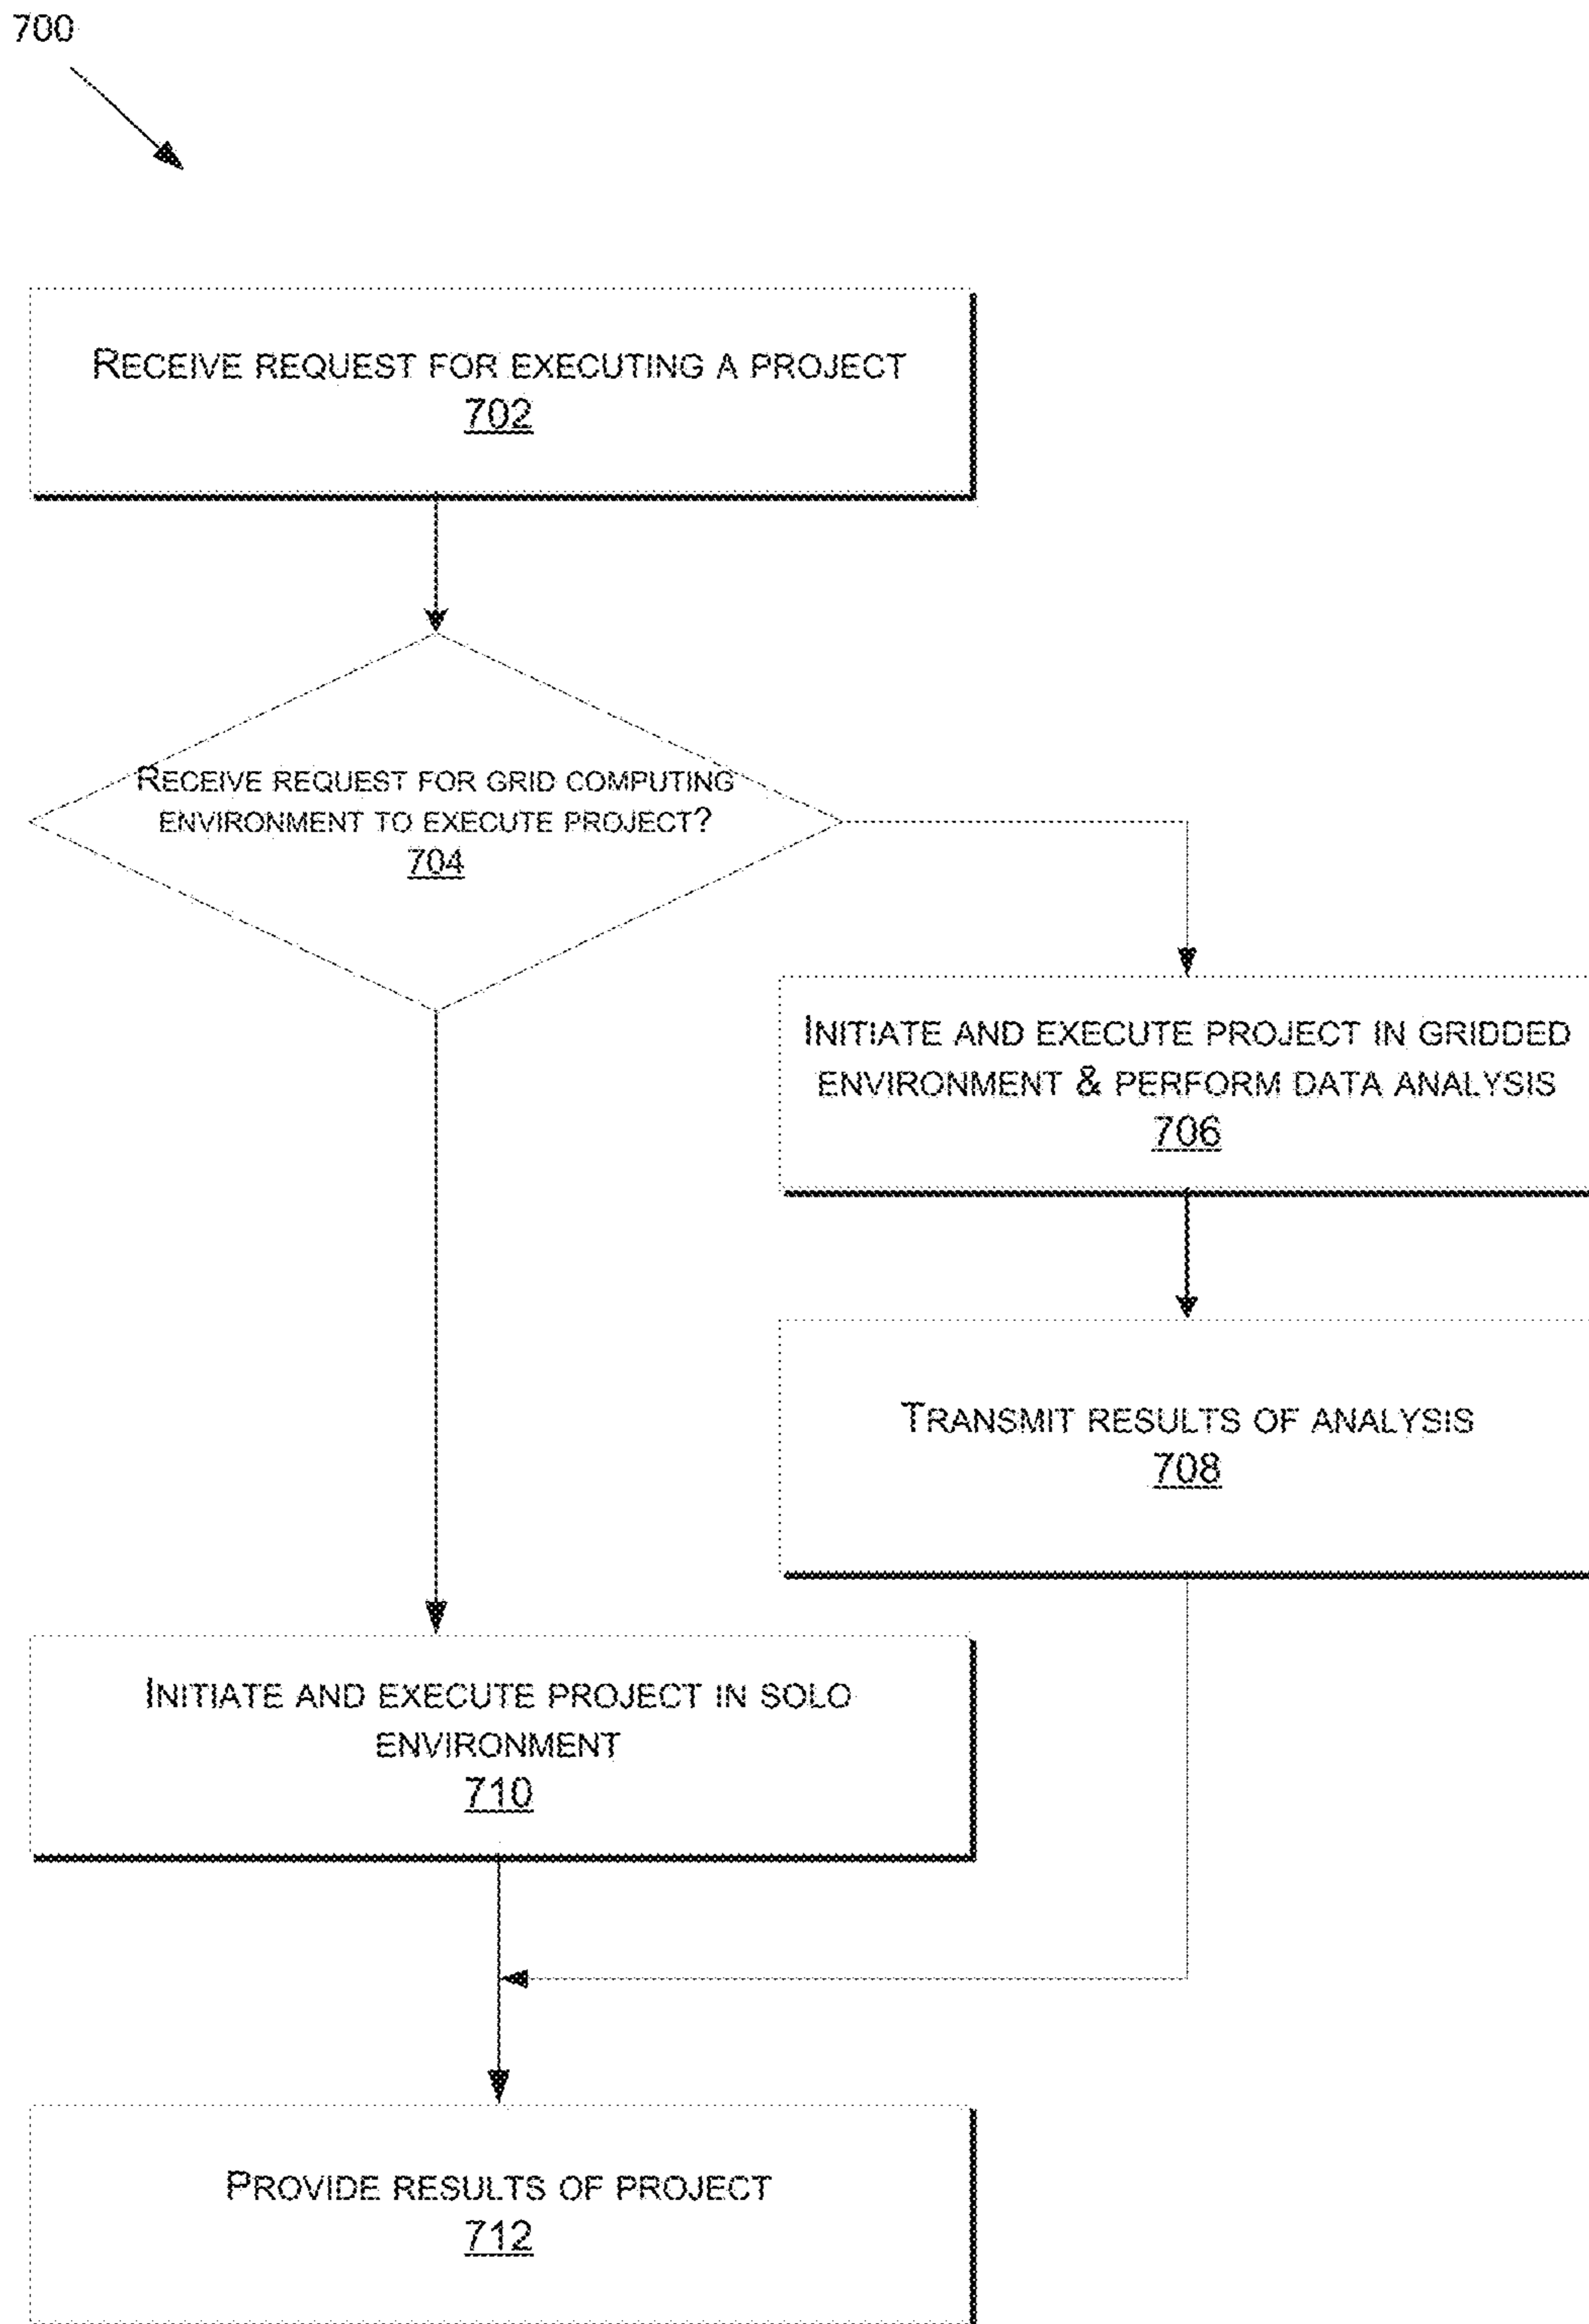 700
RECEIVE REQUEST FOR EXECUTING A PROJECT
702
RECEIVE REQUEST FOR GRID COMPUTING
ENVIRONMENT TO EXECUTE PROJECT?
704
INITIATE AND EXECUTE PROJECT IN GRIDDED
ENVIRONMENT & PERFORM DATA ANALYSIS
706
TRANSMIT RESULTS OF ANALYSIS
708
INITIATE AND EXECUTE PROJECT IN SOLO
ENVIRONMENT
710
PROVIDE RESULTS OF PROJECT
712